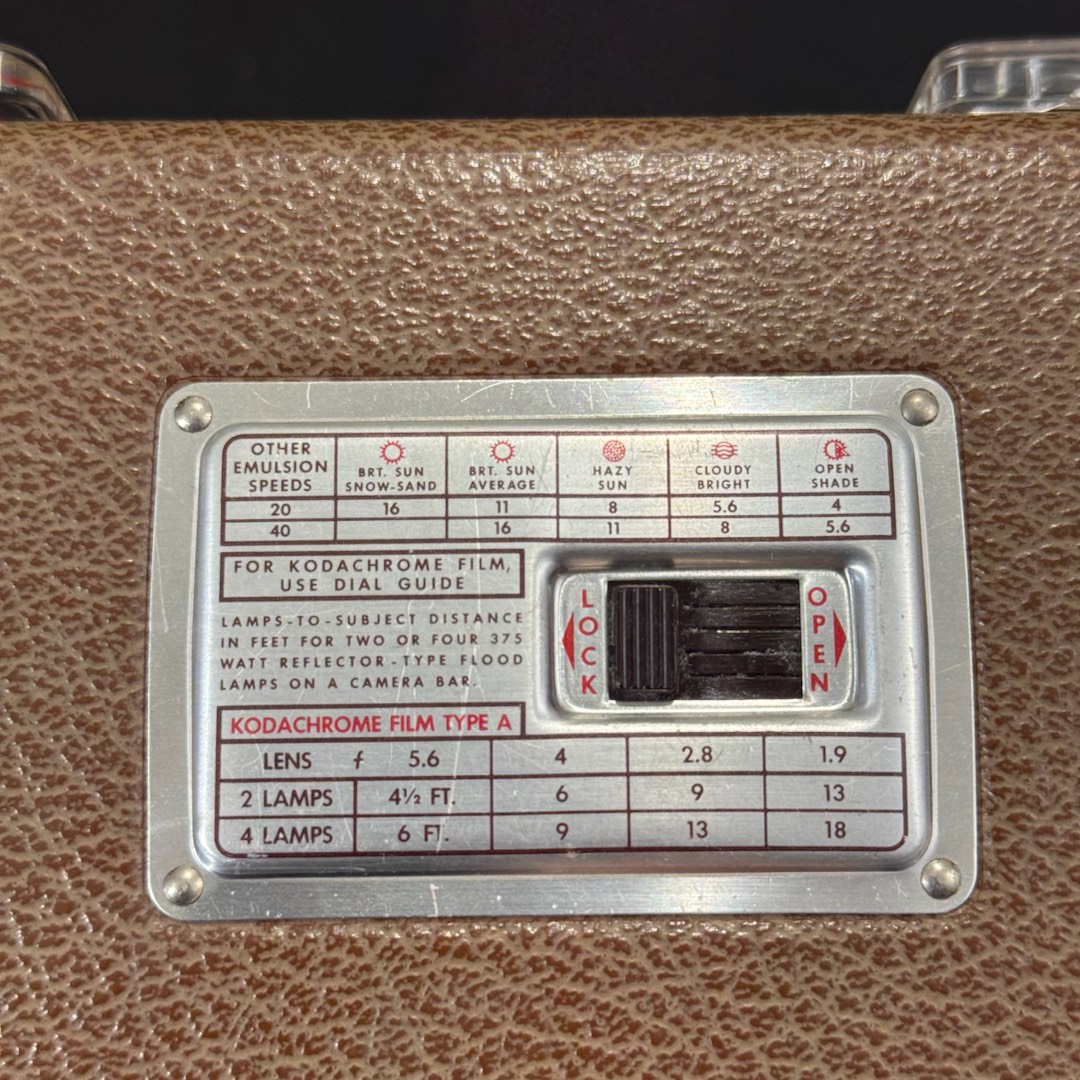 OTHER EMULSION SPEEDS BRT. SUN SNOW-SAND BRT. SUN AVERAGE HAZY SUN CLOUDY BRIGHT OPEN SHADE
20 16 11 8 5.6 4
40 16 11 8 5.6
FOR KODACHROME FILM,
USE DIAL GUIDE
LAMPS-TO-SUBJECT DISTANCE
IN FEET FOR TWO OR FOUR 375
WATT REFLECTOR-TYPE FLOOD
LAMPS ON A CAMERA BAR.
LOCK
OPEN
KODACHROME FILM TYPE A
LENS f 5.6 4 2.8 1.9
2 LAMPS 4½ FT. 6 9 13
4 LAMPS 6 FT. 9 13 18